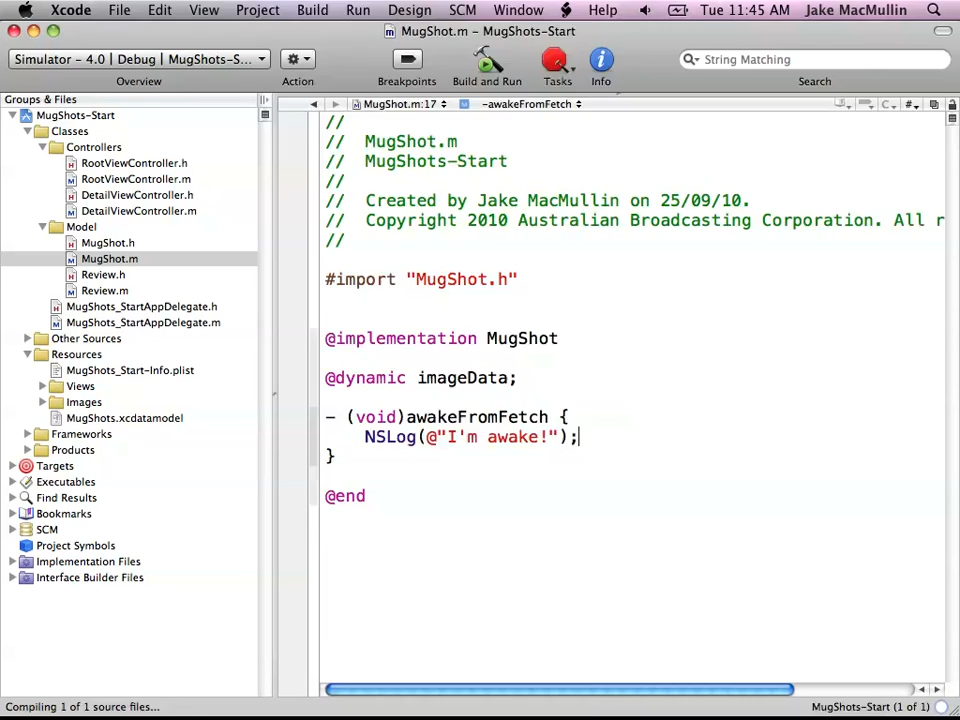 Xcode File Edit View Project Build Run Design SCM Window Help Tue 11:45 AM Jake MacMullin
MugShot.m - MugShots-Start
Simulator - 4.0 | Debug | MugShots-S... String Matching
Overview Action Breakpoints Build and Run Tasks Info Search
Groups & Files
MugShot.m:17 -awakeFromFetch C #
MugShots-Start
Classes
Controllers
RootViewController.h
RootViewController.m
DetailViewController.h
DetailViewController.m
Model
MugShot.h
MugShot.m
Review.h
Review.m
MugShots_StartAppDelegate.h
MugShots_StartAppDelegate.m
Other Sources
Resources
MugShots_Start-Info.plist
Views
Images
MugShots.xcdatamodel
Frameworks
Products
Targets
Executables
Find Results
Bookmarks
SCM
Project Symbols
Implementation Files
Interface Builder Files
//
// MugShot.m
// MugShots-Start
//
// Created by Jake MacMullin on 25/09/10.
// Copyright 2010 Australian Broadcasting Corporation. All r
//
#import "MugShot.h"
@implementation MugShot
@dynamic imageData;
- (void)awakeFromFetch {
NSLog(@"I'm awake!");
}
@end
Compiling 1 of 1 source files... MugShots-Start (1 of 1)